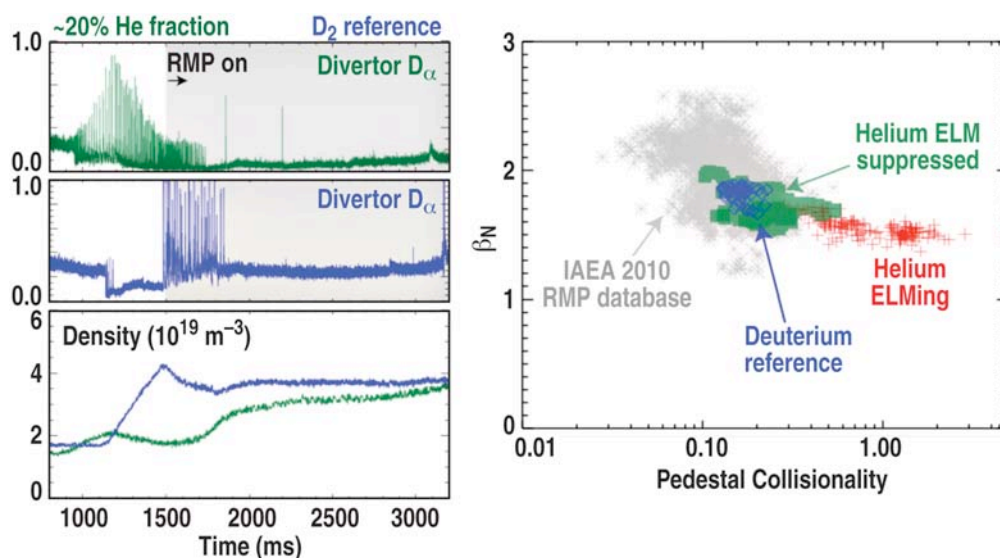 ~20% He fraction D₂ reference
1.0
RMP on
Divertor Dα
0.0
1.0
Divertor Dα
0.0
6
Density (10¹⁹ m⁻³)
4
2
0
1000 1500 2000 2500 3000
Time (ms)
3
Helium ELM
suppressed
2
βN
IAEA 2010
RMP database
Helium
ELMing
Deuterium
reference
1
0
0.01 0.10 1.00
Pedestal Collisionality